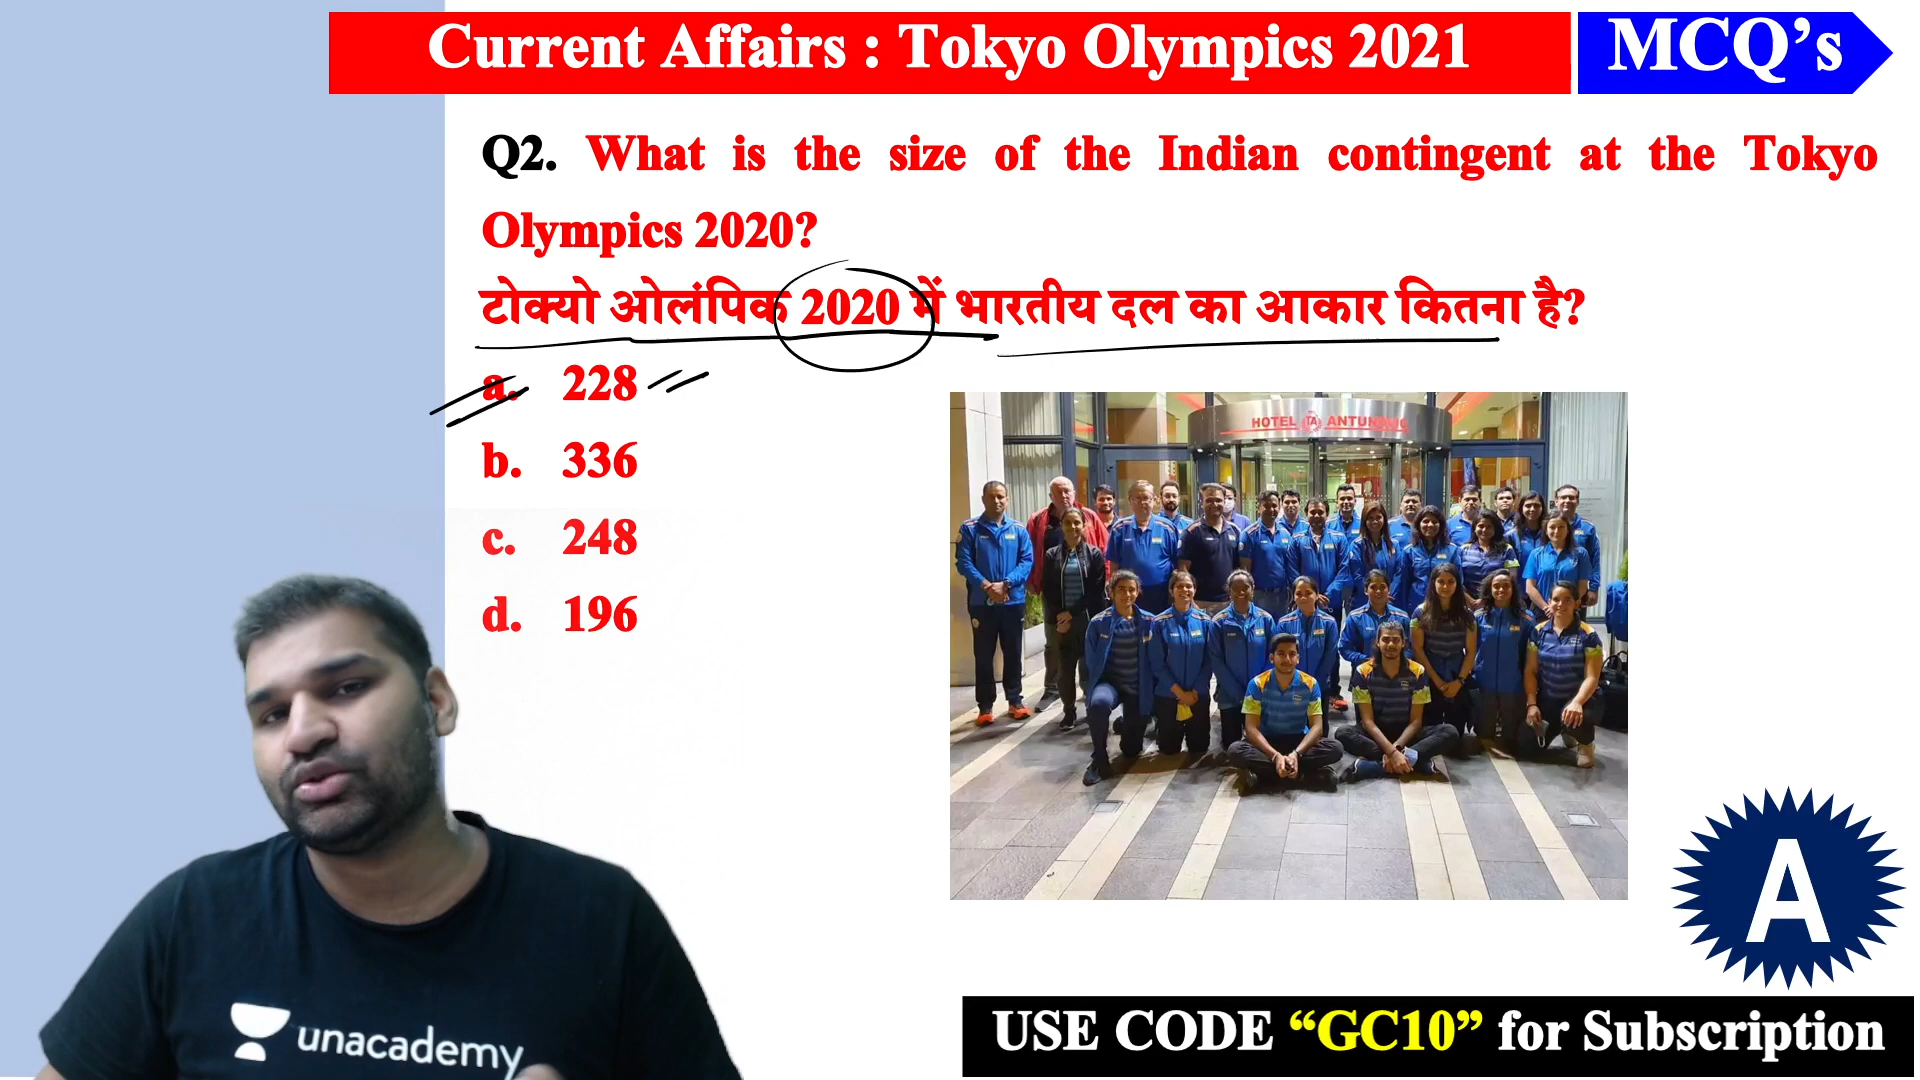 Current Affairs : Tokyo Olympics 2021
MCQ’s
Q2. What is the size of the Indian contingent at the Tokyo
Olympics 2020?
टोक्यो ओलंपिक 2020 में भारतीय दल का आकार कितना है?
a. 228
b. 336
c. 248
d. 196
HOTEL TA
A
unacademy
USE CODE “GC10” for Subscription